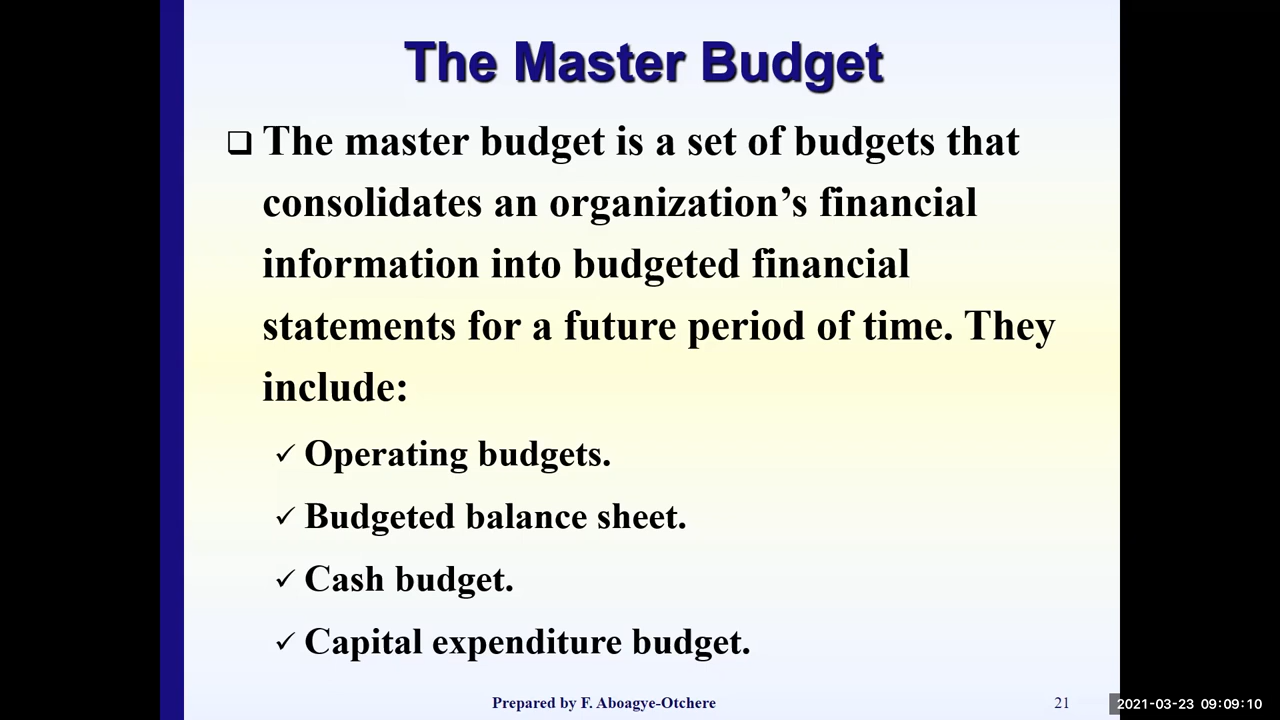 The Master Budget
❑ The master budget is a set of budgets that
consolidates an organization’s financial
information into budgeted financial
statements for a future period of time. They
include:
✓ Operating budgets.
✓ Budgeted balance sheet.
✓ Cash budget.
✓ Capital expenditure budget.
Prepared by F. Aboagye-Otchere
21
2021-03-23 09:09:10